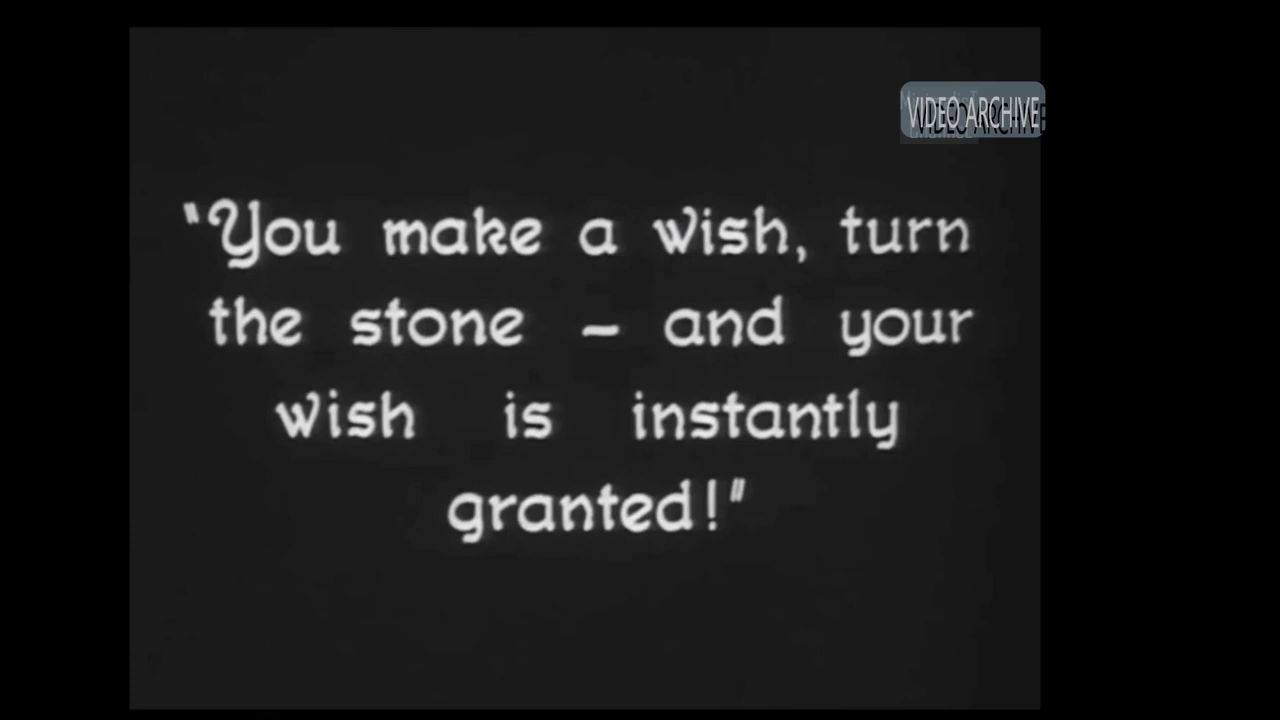 VIDEO ARCHIVE
"You make a wish, turn
the stone – and your
wish is instantly
granted!"